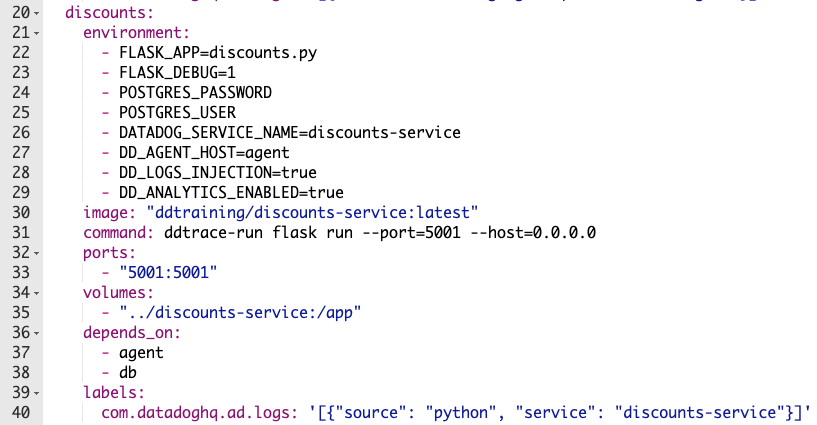 20 discounts:
21 environment:
22 - FLASK_APP=discounts.py
23 - FLASK_DEBUG=1
24 - POSTGRES_PASSWORD
25 - POSTGRES_USER
26 - DATADOG_SERVICE_NAME=discounts-service
27 - DD_AGENT_HOST=agent
28 - DD_LOGS_INJECTION=true
29 - DD_ANALYTICS_ENABLED=true
30 image: "ddtraining/discounts-service:latest"
31 command: ddtrace-run flask run --port=5001 --host=0.0.0.0
32 ports:
33 - "5001:5001"
34 volumes:
35 - "../discounts-service:/app"
36 depends_on:
37 - agent
38 - db
39 labels:
40 com.datadoghq.ad.logs: '[{"source": "python", "service": "discounts-service"}]'